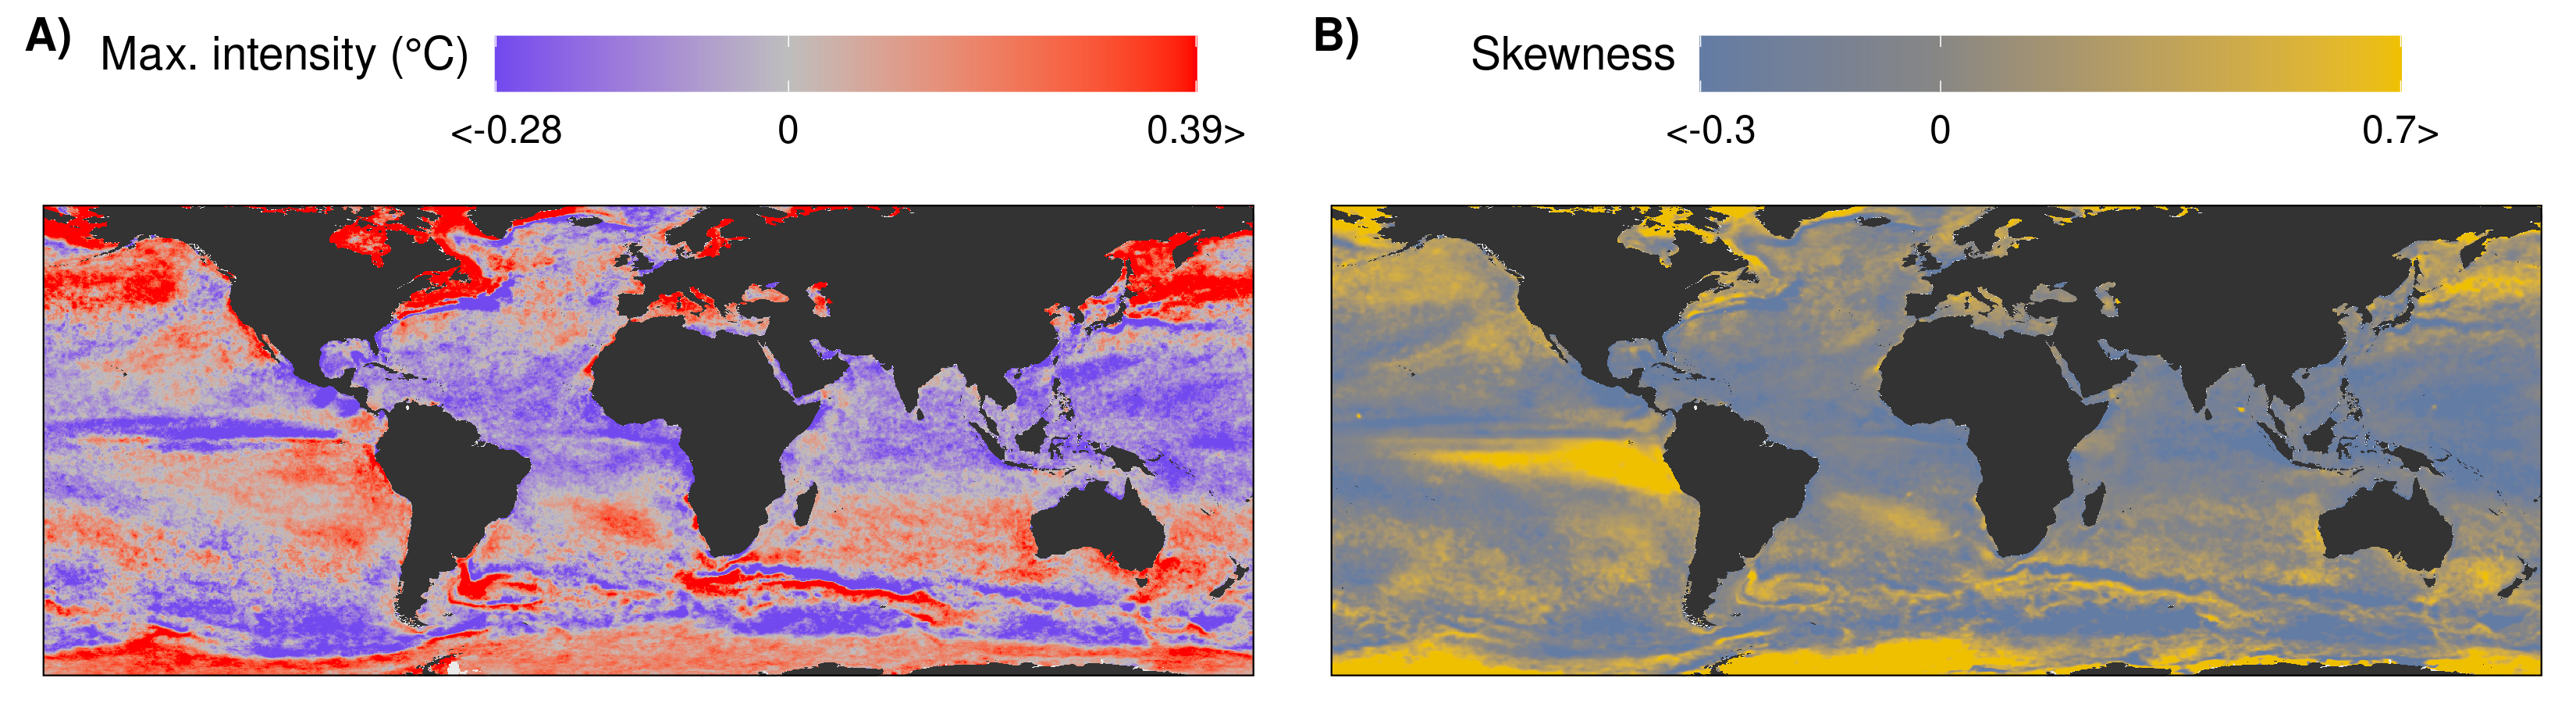 A) Max. intensity (°C)
<-0.28 0 0.39>
B) Skewness
<-0.3 0 0.7>